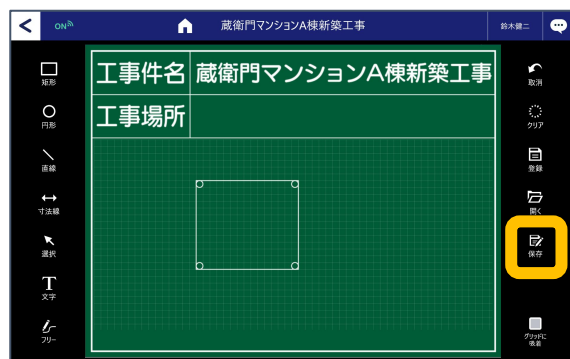 ON
蔵衛門マンションA棟新築工事
鈴木健二
矩形
円形
直線
寸法線
選択
T
文字
フリー
工事件名
蔵衛門マンションA棟新築工事
工事場所
取消
クリア
登録
開く
保存
グリッドに
吸着